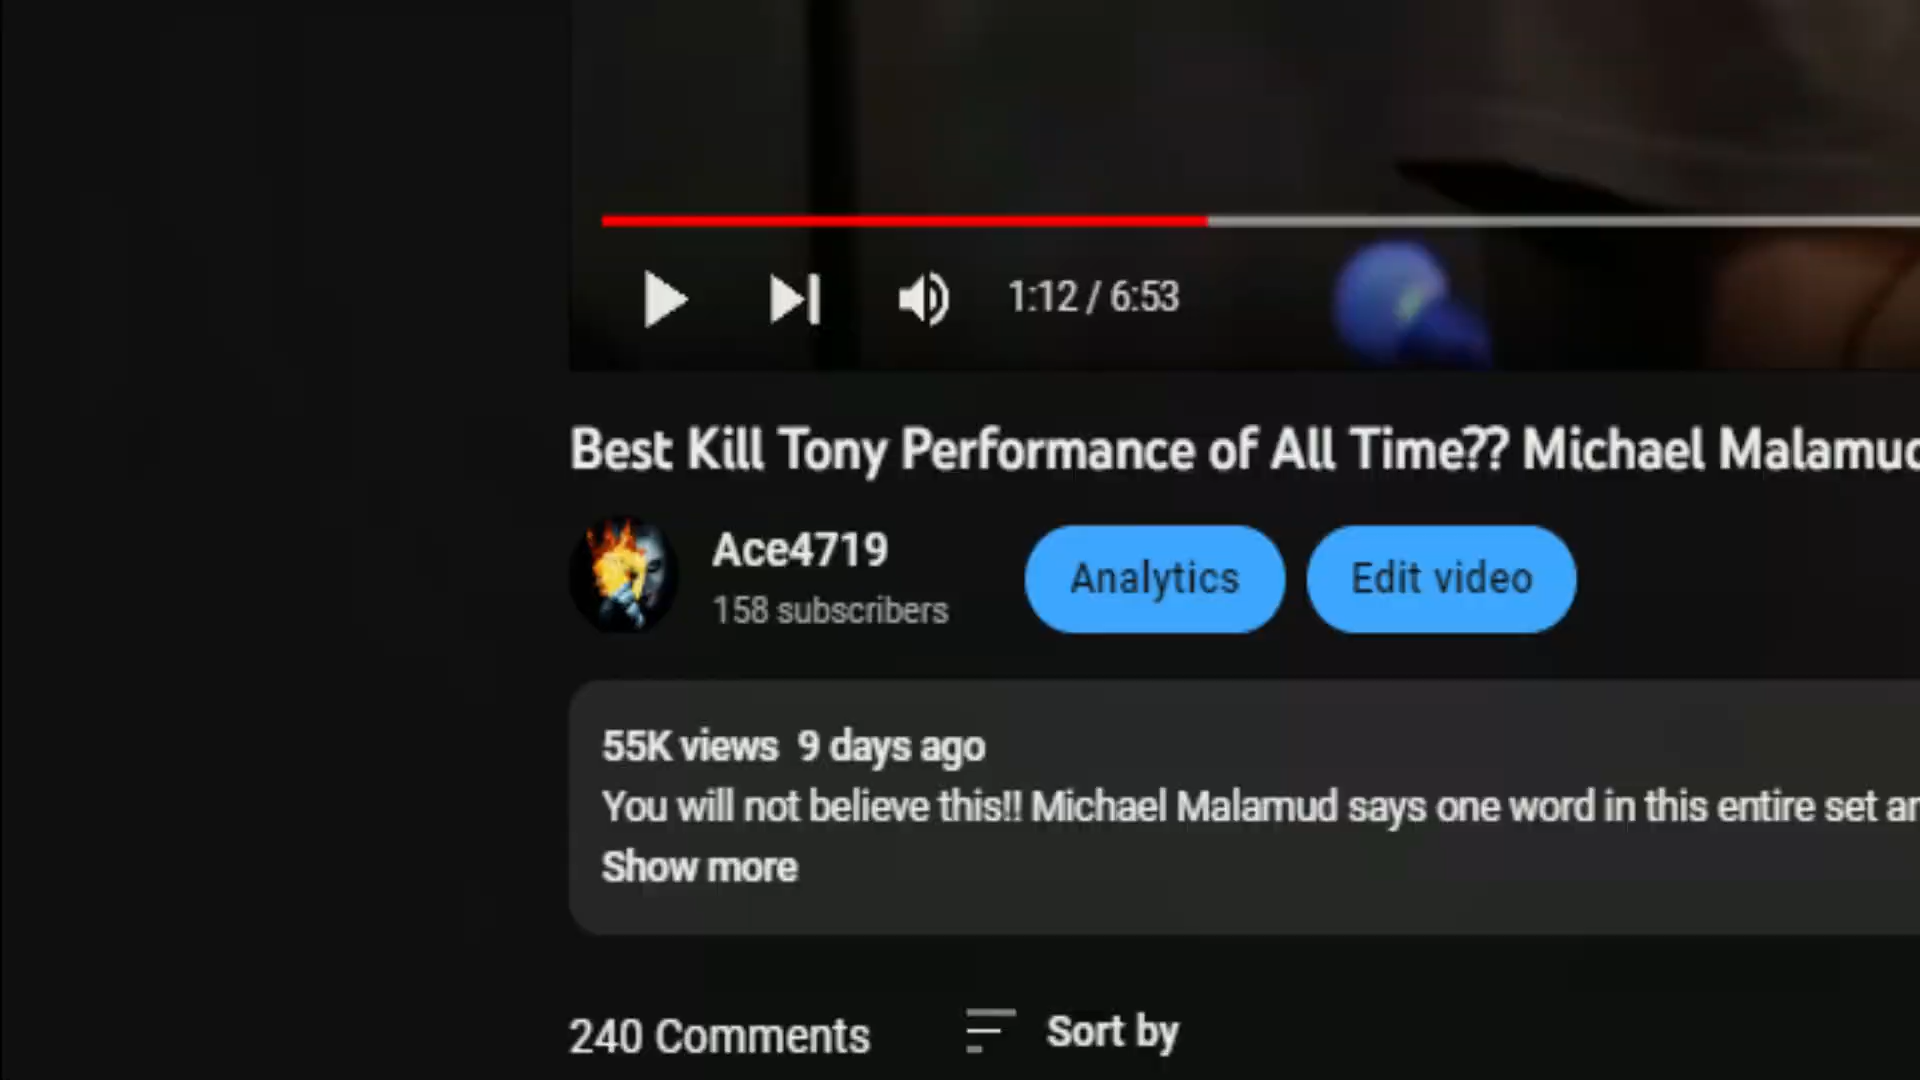 1:12 / 6:53
Best Kill Tony Performance of All Time?? Michael Malamud
Ace4719
158 subscribers
Analytics
Edit video
55K views 9 days ago
You will not believe this!! Michael Malamud says one word in this entire set
Show more
240 Comments
Sort by